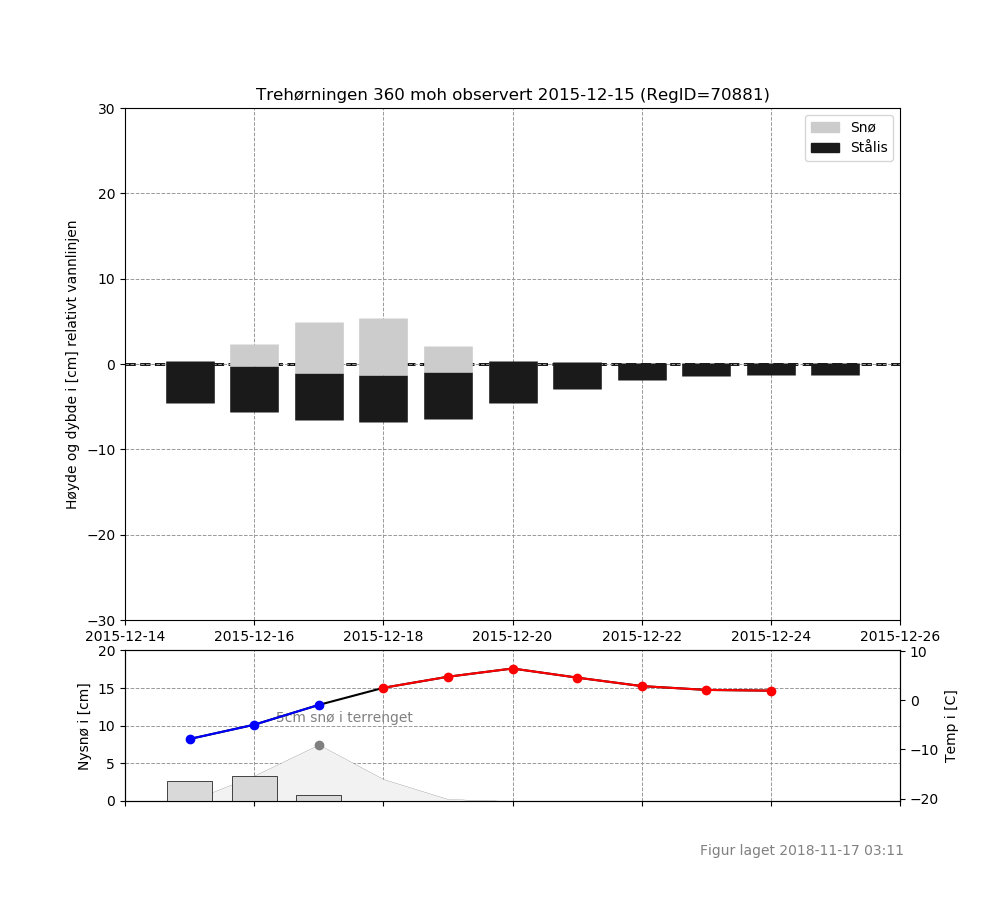 Trehørningen 360 moh observert 2015-12-15 (RegID=70881)
Høyde og dybde i [cm] relativt vannlinjen
30
20
10
0
−10
−20
−30
Snø
Stålis
2015-12-14 2015-12-16 2015-12-18 2015-12-20 2015-12-22 2015-12-24 2015-12-26
Nysnø i [cm]
20
15
10
5
0
5cm snø i terrenget
10
0
−10
−20
Temp i [C]
Figur laget 2018-11-17 03:11